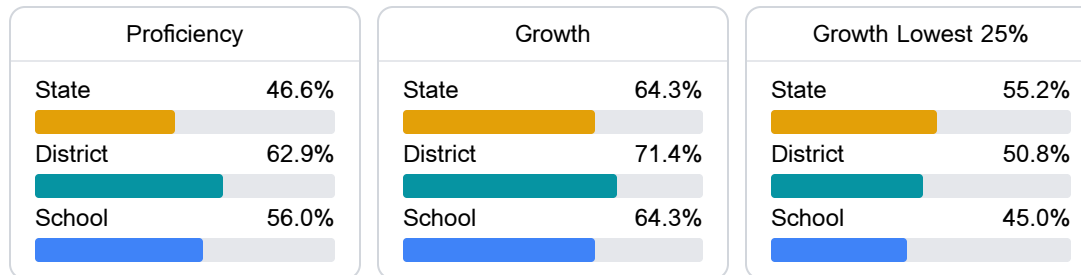 Proficiency
State 46.6%
District 62.9%
School 56.0%
Growth
State 64.3%
District 71.4%
School 64.3%
Growth Lowest 25%
State 55.2%
District 50.8%
School 45.0%